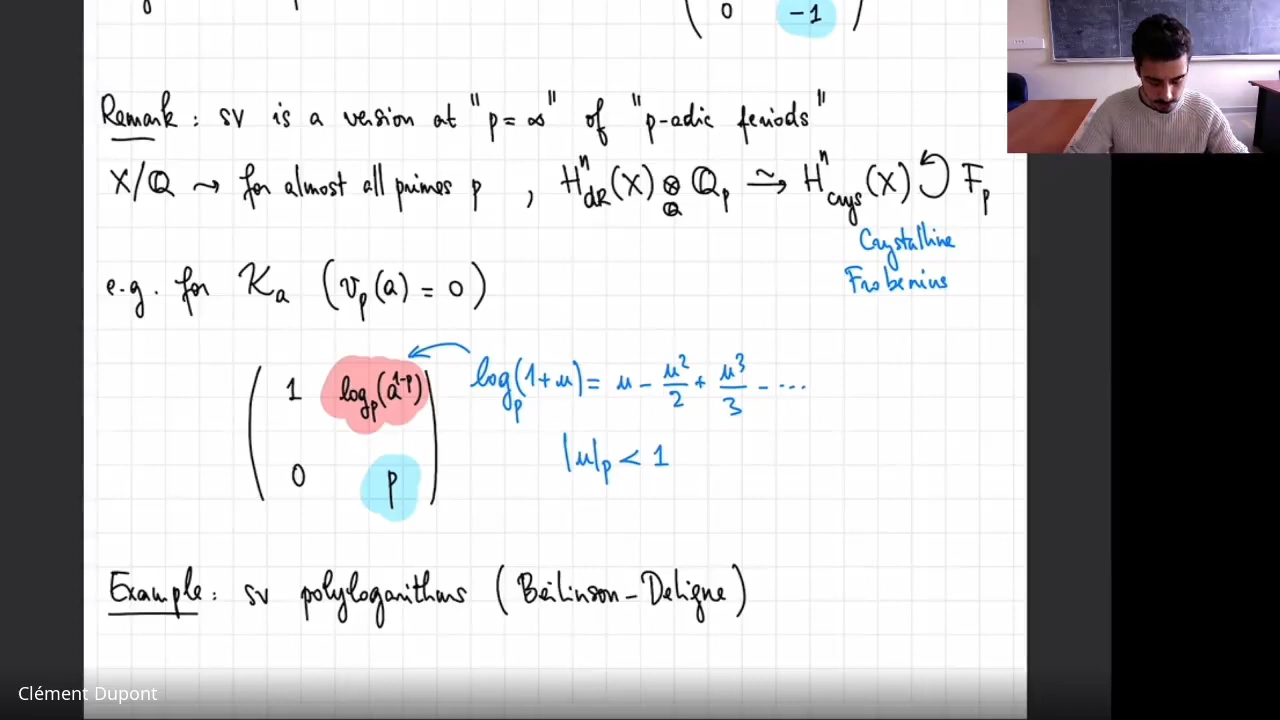 0 -1
Remark : sv is a version at "p = ∞" of "p-adic periods"
X/ℚ ⤳ for almost all primes p , Hⁿ_dR(X) ⊗_ℚ ℚ_p ⥲ Hⁿ_crys(X) ↺ F_p
Crystalline
Frobenius
e.g. for K_a (v_p(a) = 0)
1 log_p(a^{1-p})
log_p(1+u) = u - u²/2 + u³/3 - ...
|u|_p < 1
0 p
Example : sv polylogarithms (Beilinson-Deligne)
Clément Dupont